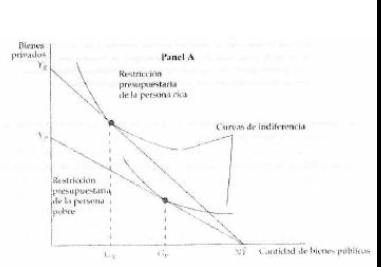 Bienes
privados
Panel A
Restricción
presupuestaria
de la persona rica
Curvas de indiferencia
Restricción
presupuestaria
de la persona
pobre
Cantidad de bienes públicos